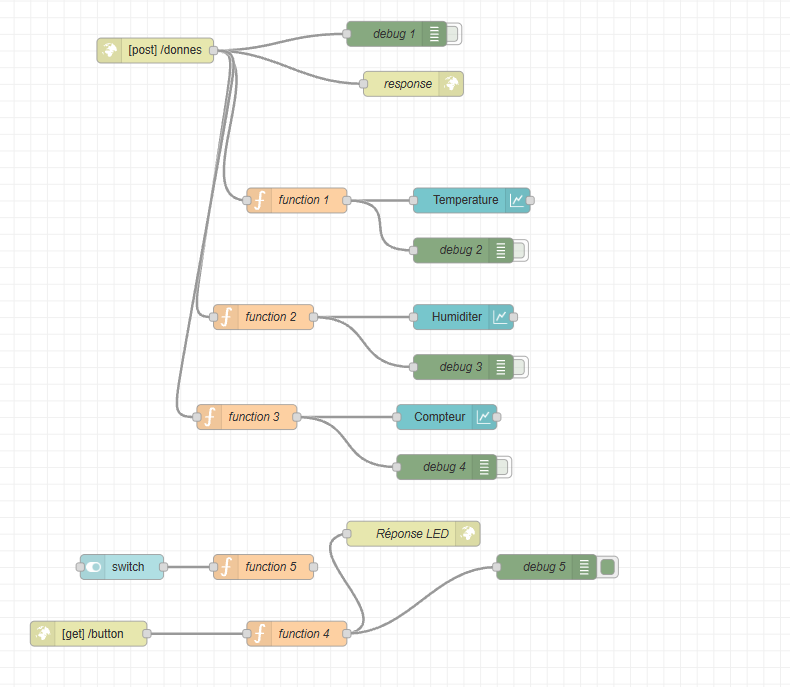 debug 1
[post] /donnes
response
function 1
Temperature
debug 2
function 2
Humiditer
debug 3
function 3
Compteur
debug 4
Réponse LED
switch
function 5
debug 5
[get] /button
function 4